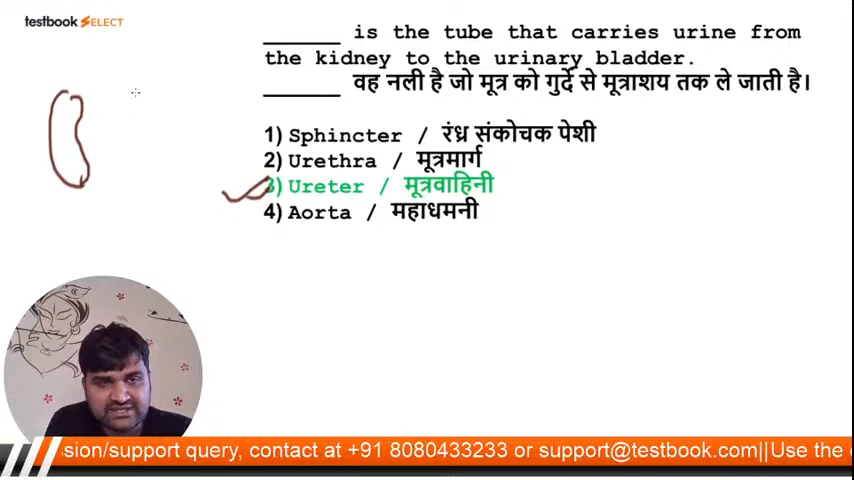 testbook SELECT
______ is the tube that carries urine from
the kidney to the urinary bladder.
______ वह नली है जो मूत्र को गुर्दे से मूत्राशय तक ले जाती है।
1) Sphincter / रंध्र संकोचक पेशी
2) Urethra / मूत्रमार्ग
3) Ureter / मूत्रवाहिनी
4) Aorta / महाधमनी
sion/support query, contact at +91 8080433233 or support@testbook.com||Use the